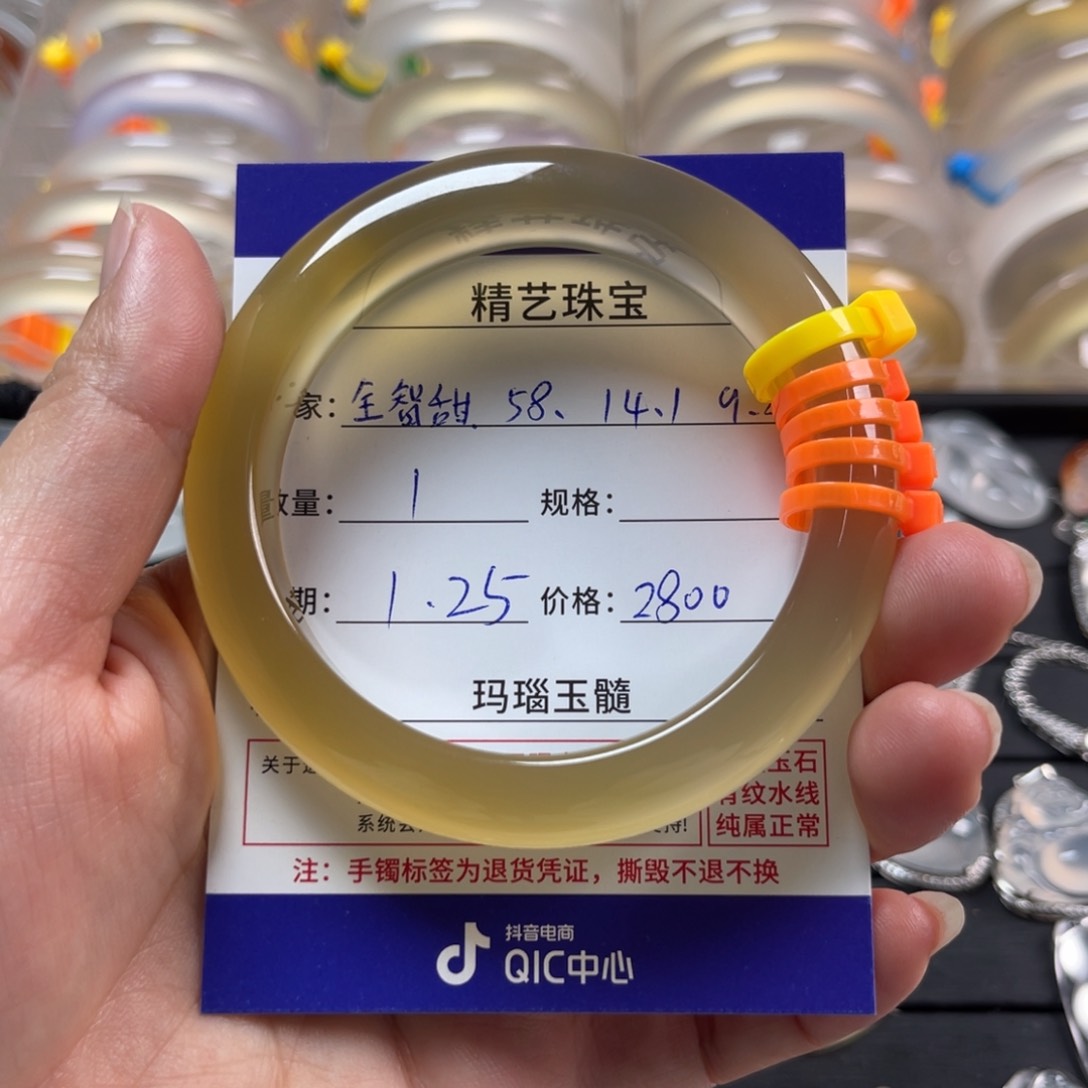 精艺珠宝
家：全智甜 58、14.1 9.
数量： 1 规格：
期： 1.25 价格：2800
玛瑙玉髓
关于
玉石
有纹水线
系统
持!
纯属正常
注：手镯标签为退货凭证，撕毁不退不换
抖音电商
QIC中心